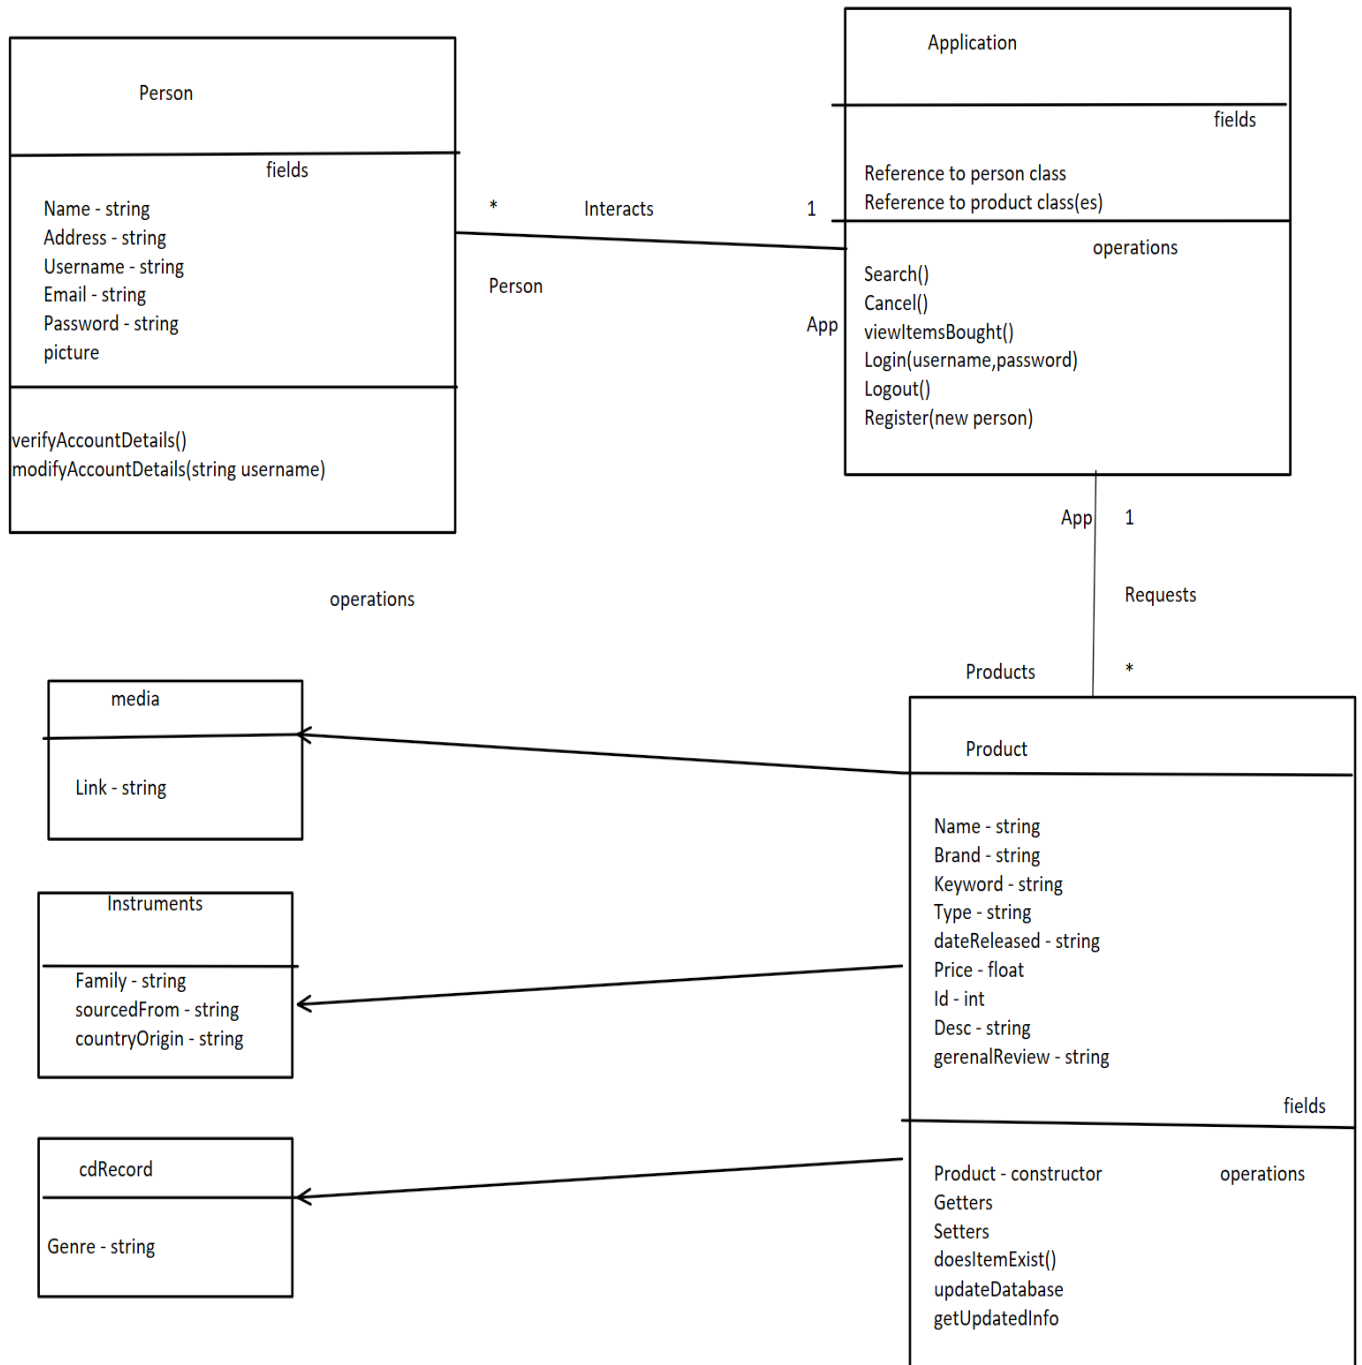 Person
fields
Name - string
Address - string
Username - string
Email - string
Password - string
picture
verifyAccountDetails()
modifyAccountDetails(string username)
operations
* Interacts 1
Person
App
Application
fields
Reference to person class
Reference to product class(es)
operations
Search()
Cancel()
viewItemsBought()
Login(username,password)
Logout()
Register(new person)
App 1
Requests
Products *
Product
Name - string
Brand - string
Keyword - string
Type - string
dateReleased - string
Price - float
Id - int
Desc - string
gerenalReview - string
fields
Product - constructor operations
Getters
Setters
doesItemExist()
updateDatabase
getUpdatedInfo
media
Link - string
Instruments
Family - string
sourcedFrom - string
countryOrigin - string
cdRecord
Genre - string